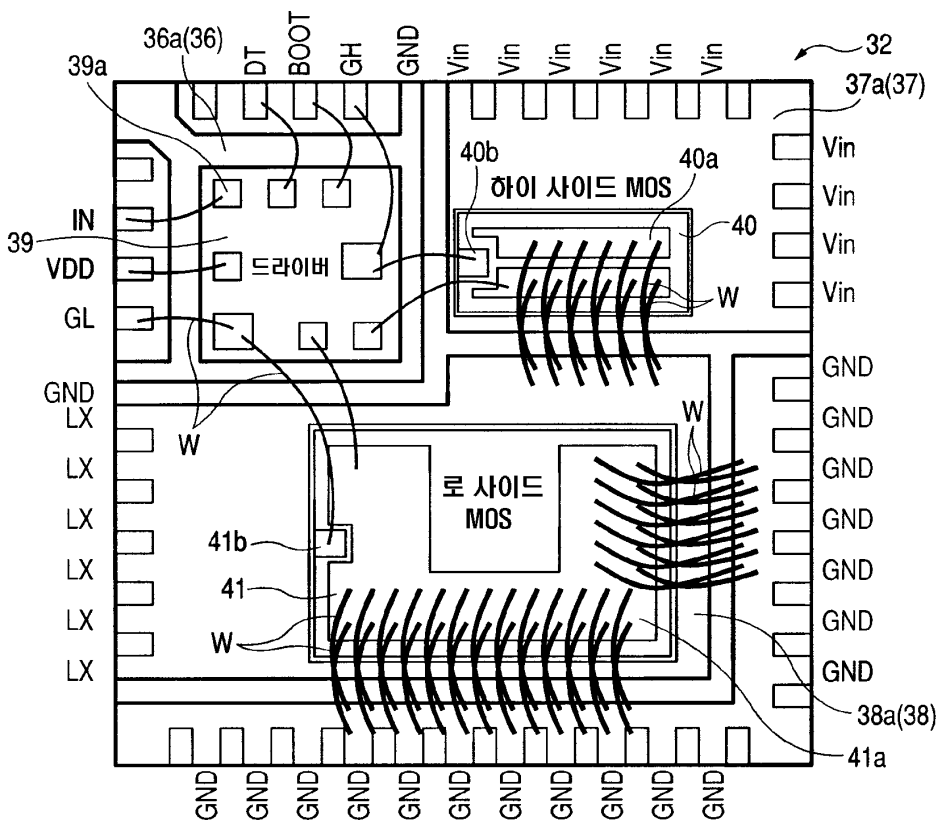 36a(36)
39a
DT
BOOT
GH
GND
Vin
Vin
Vin
Vin
Vin
Vin
32
37a(37)
40b
40a
하이 사이드 MOS
40
Vin
Vin
Vin
Vin
IN
39
VDD
GL
드라이버
W
GND
LX
LX
LX
LX
LX
LX
W
W
GND
GND
GND
GND
GND
GND
GND
로 사이드
MOS
41b
41
W
38a(38)
41a
GND
GND
GND
GND
GND
GND
GND
GND
GND